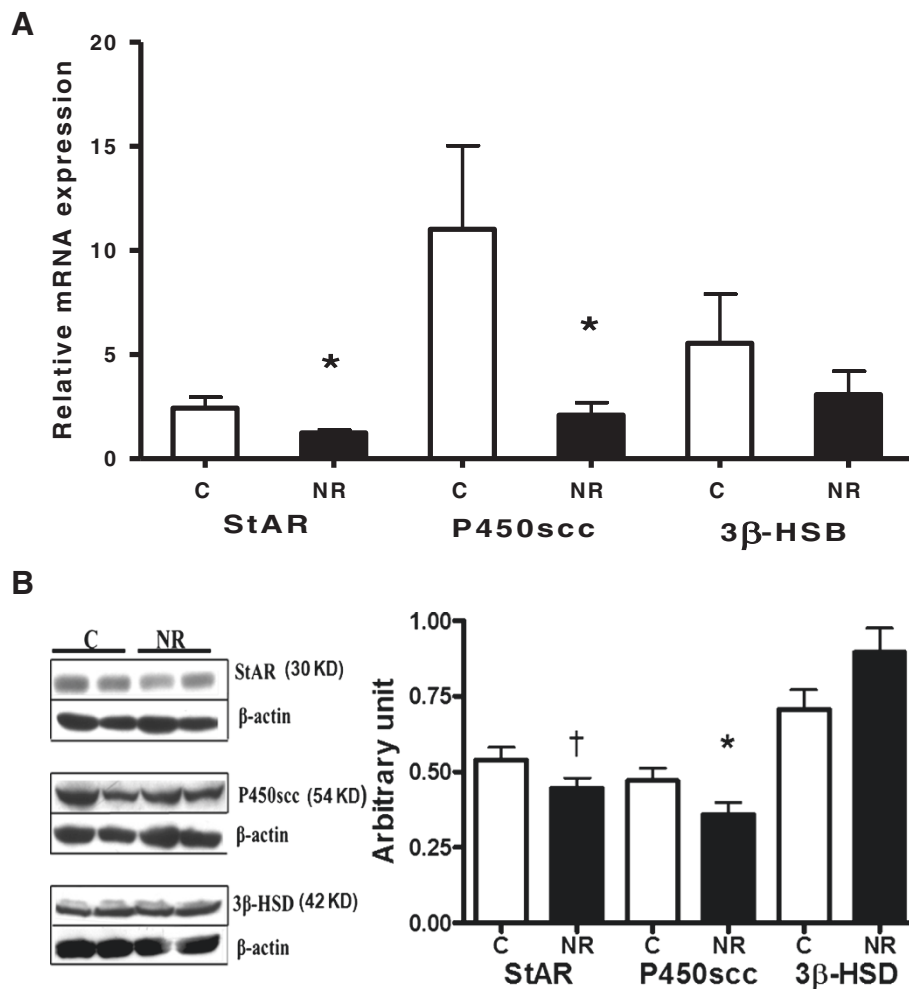 A
Relative mRNA expression
20
15
10
5
0
*
*
C NR C NR C NR
StAR P450scc 3β-HSB
B
C NR
StAR (30 KD)
β-actin
P450scc (54 KD)
β-actin
3β-HSD (42 KD)
β-actin
Arbitrary unit
1.00
0.75
0.50
0.25
0.00
†
*
C NR C NR C NR
StAR P450scc 3β-HSD